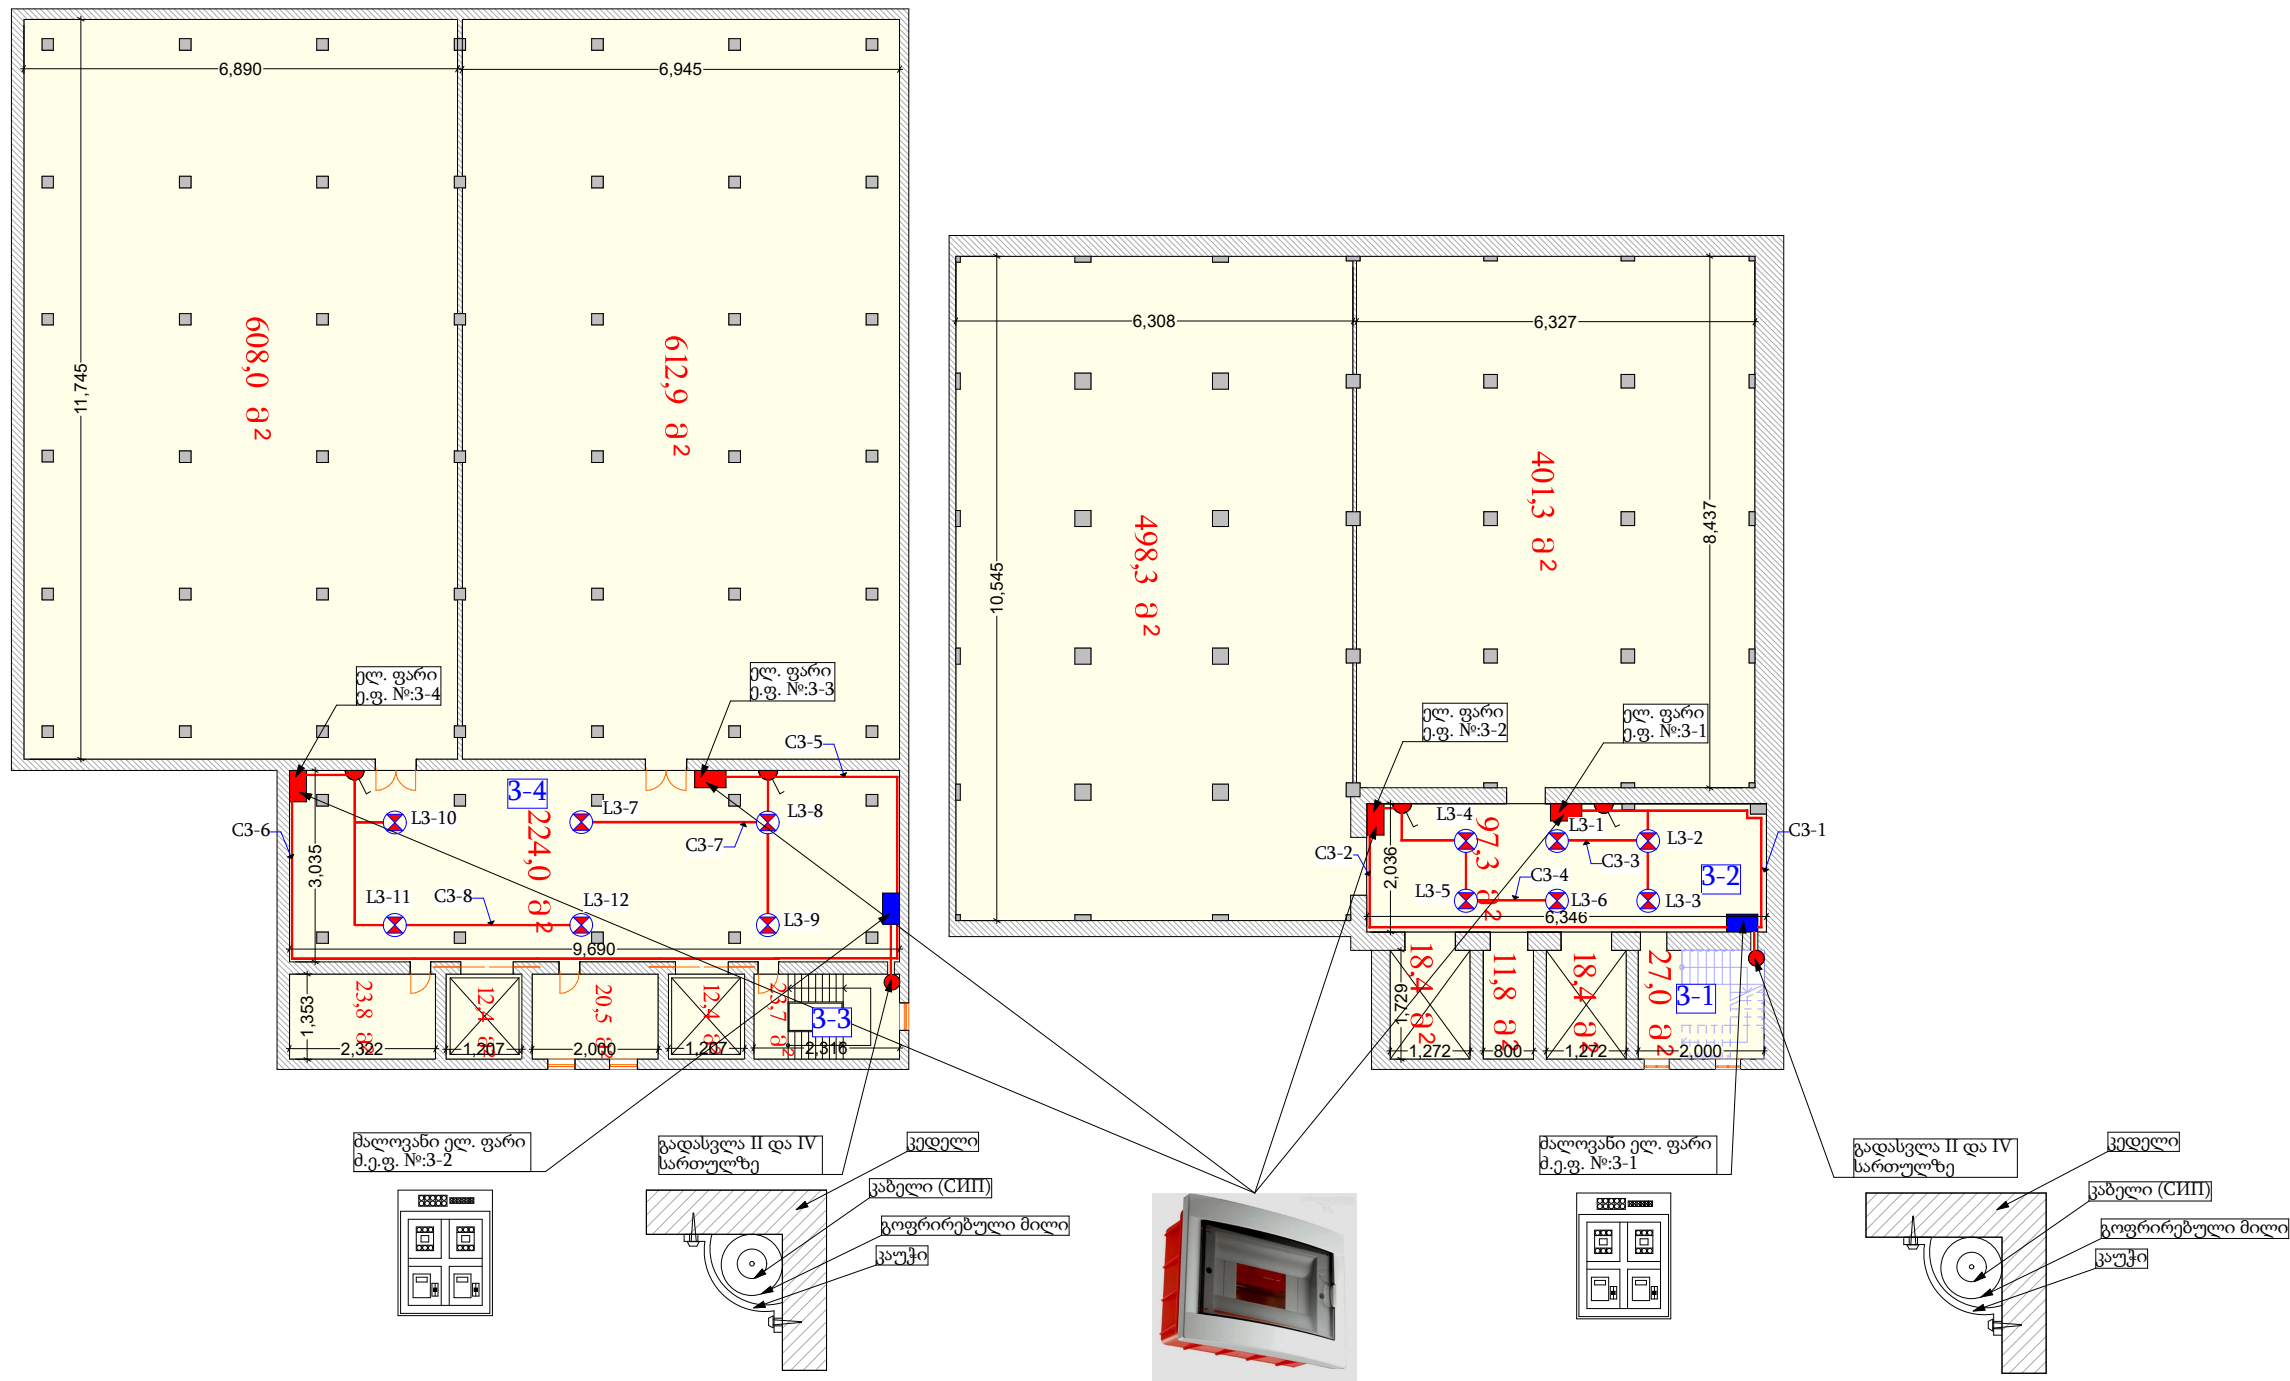 6,890
6,945
11,745
608,0 მ²
612,9 მ²
6,308
6,327
10,545
8,437
498,3 მ²
401,3 მ²
ელ. ფარი
ე.ფ. №:3-4
ელ. ფარი
ე.ფ. №:3-3
ელ. ფარი
ე.ფ. №:3-2
ელ. ფარი
ე.ფ. №:3-1
C3-5
3-4
L3-10
L3-7
L3-8
C3-6
C3-7
224,0 მ²
3,035
L3-11
C3-8
L3-12
L3-9
9,690
L3-4
L3-1
L3-2
C3-1
97,3 მ²
C3-2
C3-3
2,036
C3-4
3-2
L3-5
L3-6
L3-3
6,346
1,353
23,8 მ²
12,4 მ²
20,5 მ²
12,4 მ²
23,7 მ²
3-3
2,322
1,207
2,000
1,207
2,316
1,729
18,4 მ²
11,8 მ²
18,4 მ²
27,0 მ²
3-1
1,272
800
1,272
2,000
ძალოვანი ელ. ფარი
ძ.ე.ფ. №:3-2
გადასვლა II და IV
სართულზე
კედელი
კაბელი (СИП)
გოფრირებული მილი
კაუჭი
ძალოვანი ელ. ფარი
ძ.ე.ფ. №:3-1
გადასვლა II და IV
სართულზე
კედელი
კაბელი (СИП)
გოფრირებული მილი
კაუჭი